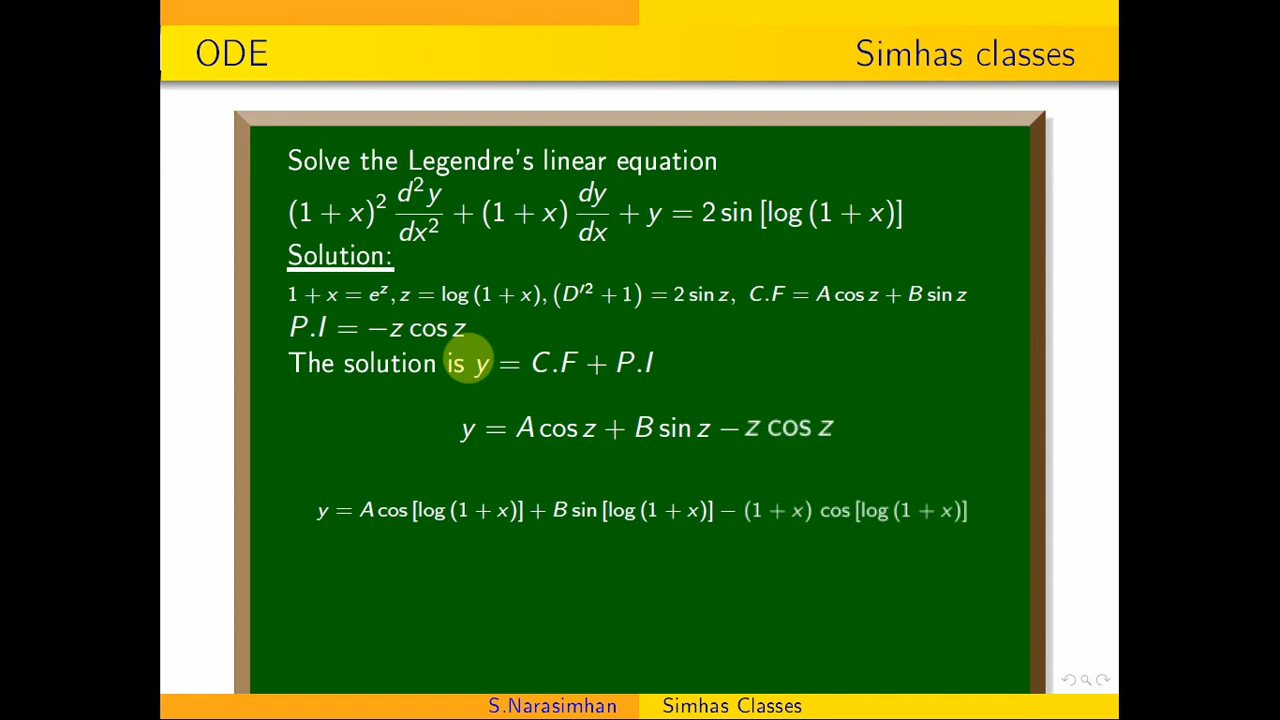 ODE Simhas classes
Solve the Legendre's linear equation
(1 + x)² d²y/dx² + (1 + x) dy/dx + y = 2 sin [log (1 + x)]
Solution:
1 + x = eᶻ, z = log (1 + x), (D′² + 1) = 2 sin z, C.F = A cos z + B sin z
P.I = −z cos z
The solution is y = C.F + P.I
y = A cos z + B sin z − z cos z
y = A cos [log (1 + x)] + B sin [log (1 + x)] − (1 + x) cos [log (1 + x)]
S.Narasimhan Simhas Classes